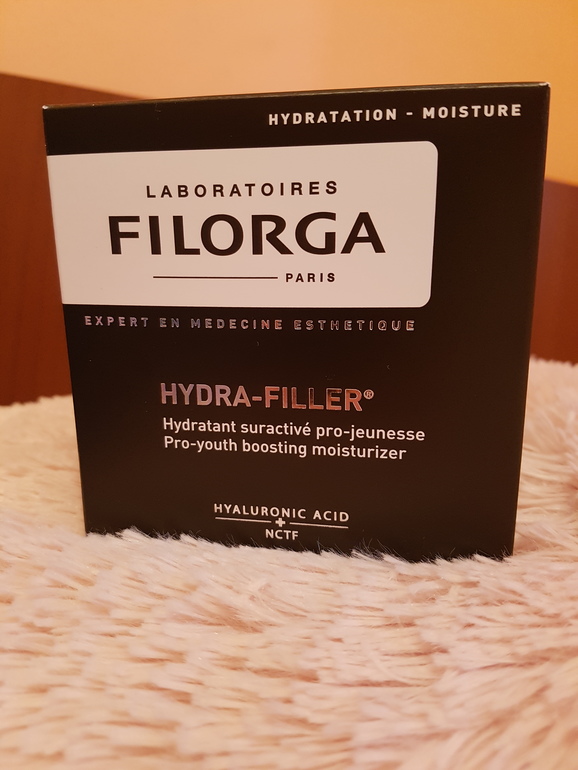 HYDRATATION - MOISTURE
LABORATOIRES
FILORGA
PARIS
EXPERT EN MEDECINE ESTHETIQUE
HYDRA-FILLER®
Hydratant suractivé pro-jeunesse
Pro-youth boosting moisturizer
HYALURONIC ACID
+
NCTF